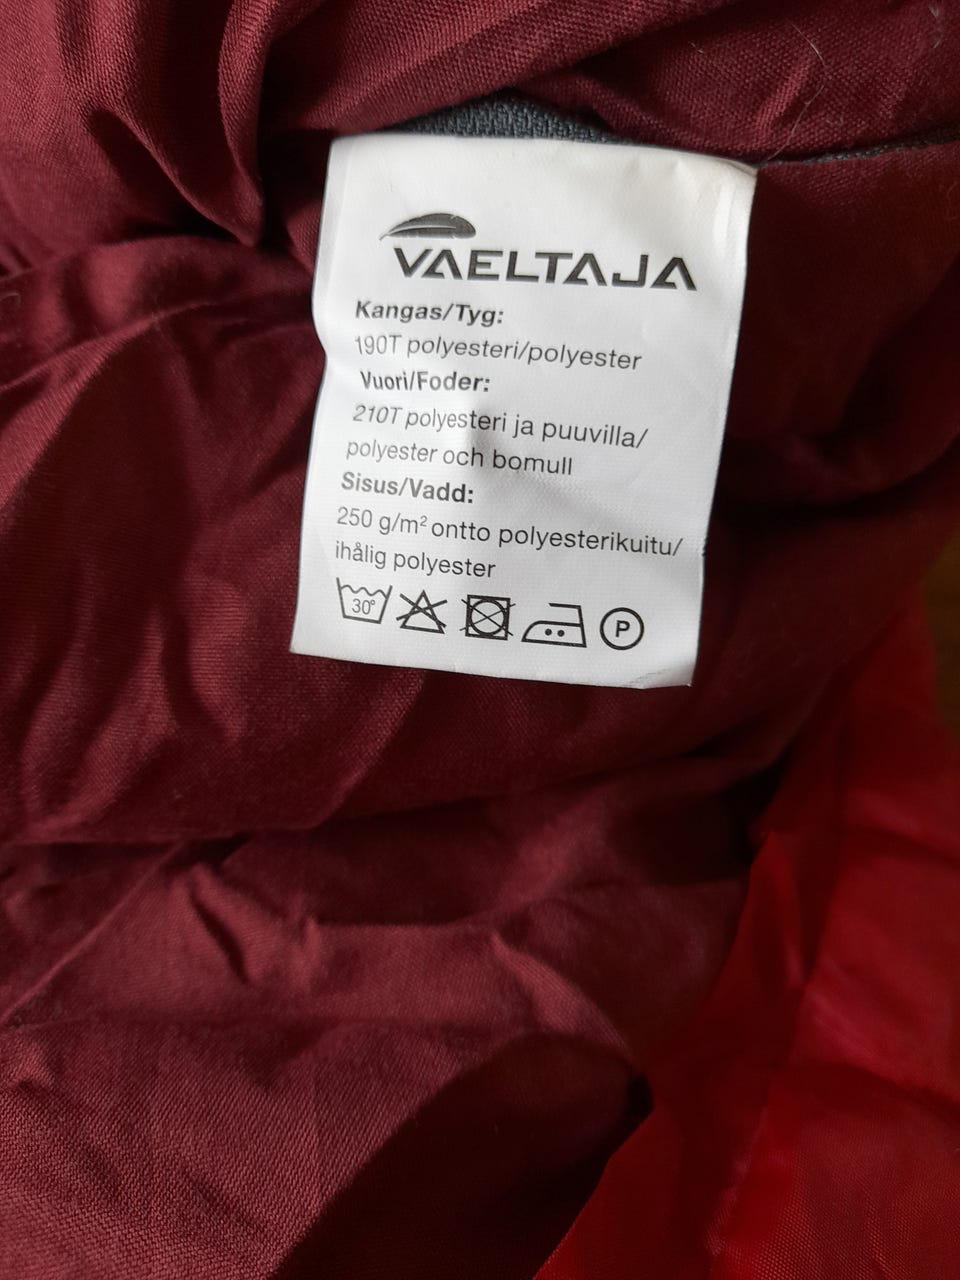 VAELTAJA
Kangas/Tyg:
190T polyesteri/polyester
Vuori/Foder:
210T polyesteri ja puuvilla/
polyester och bomull
Sisus/Vadd:
250 g/m² ontto polyesterikuitu/
ihålig polyester
30° P